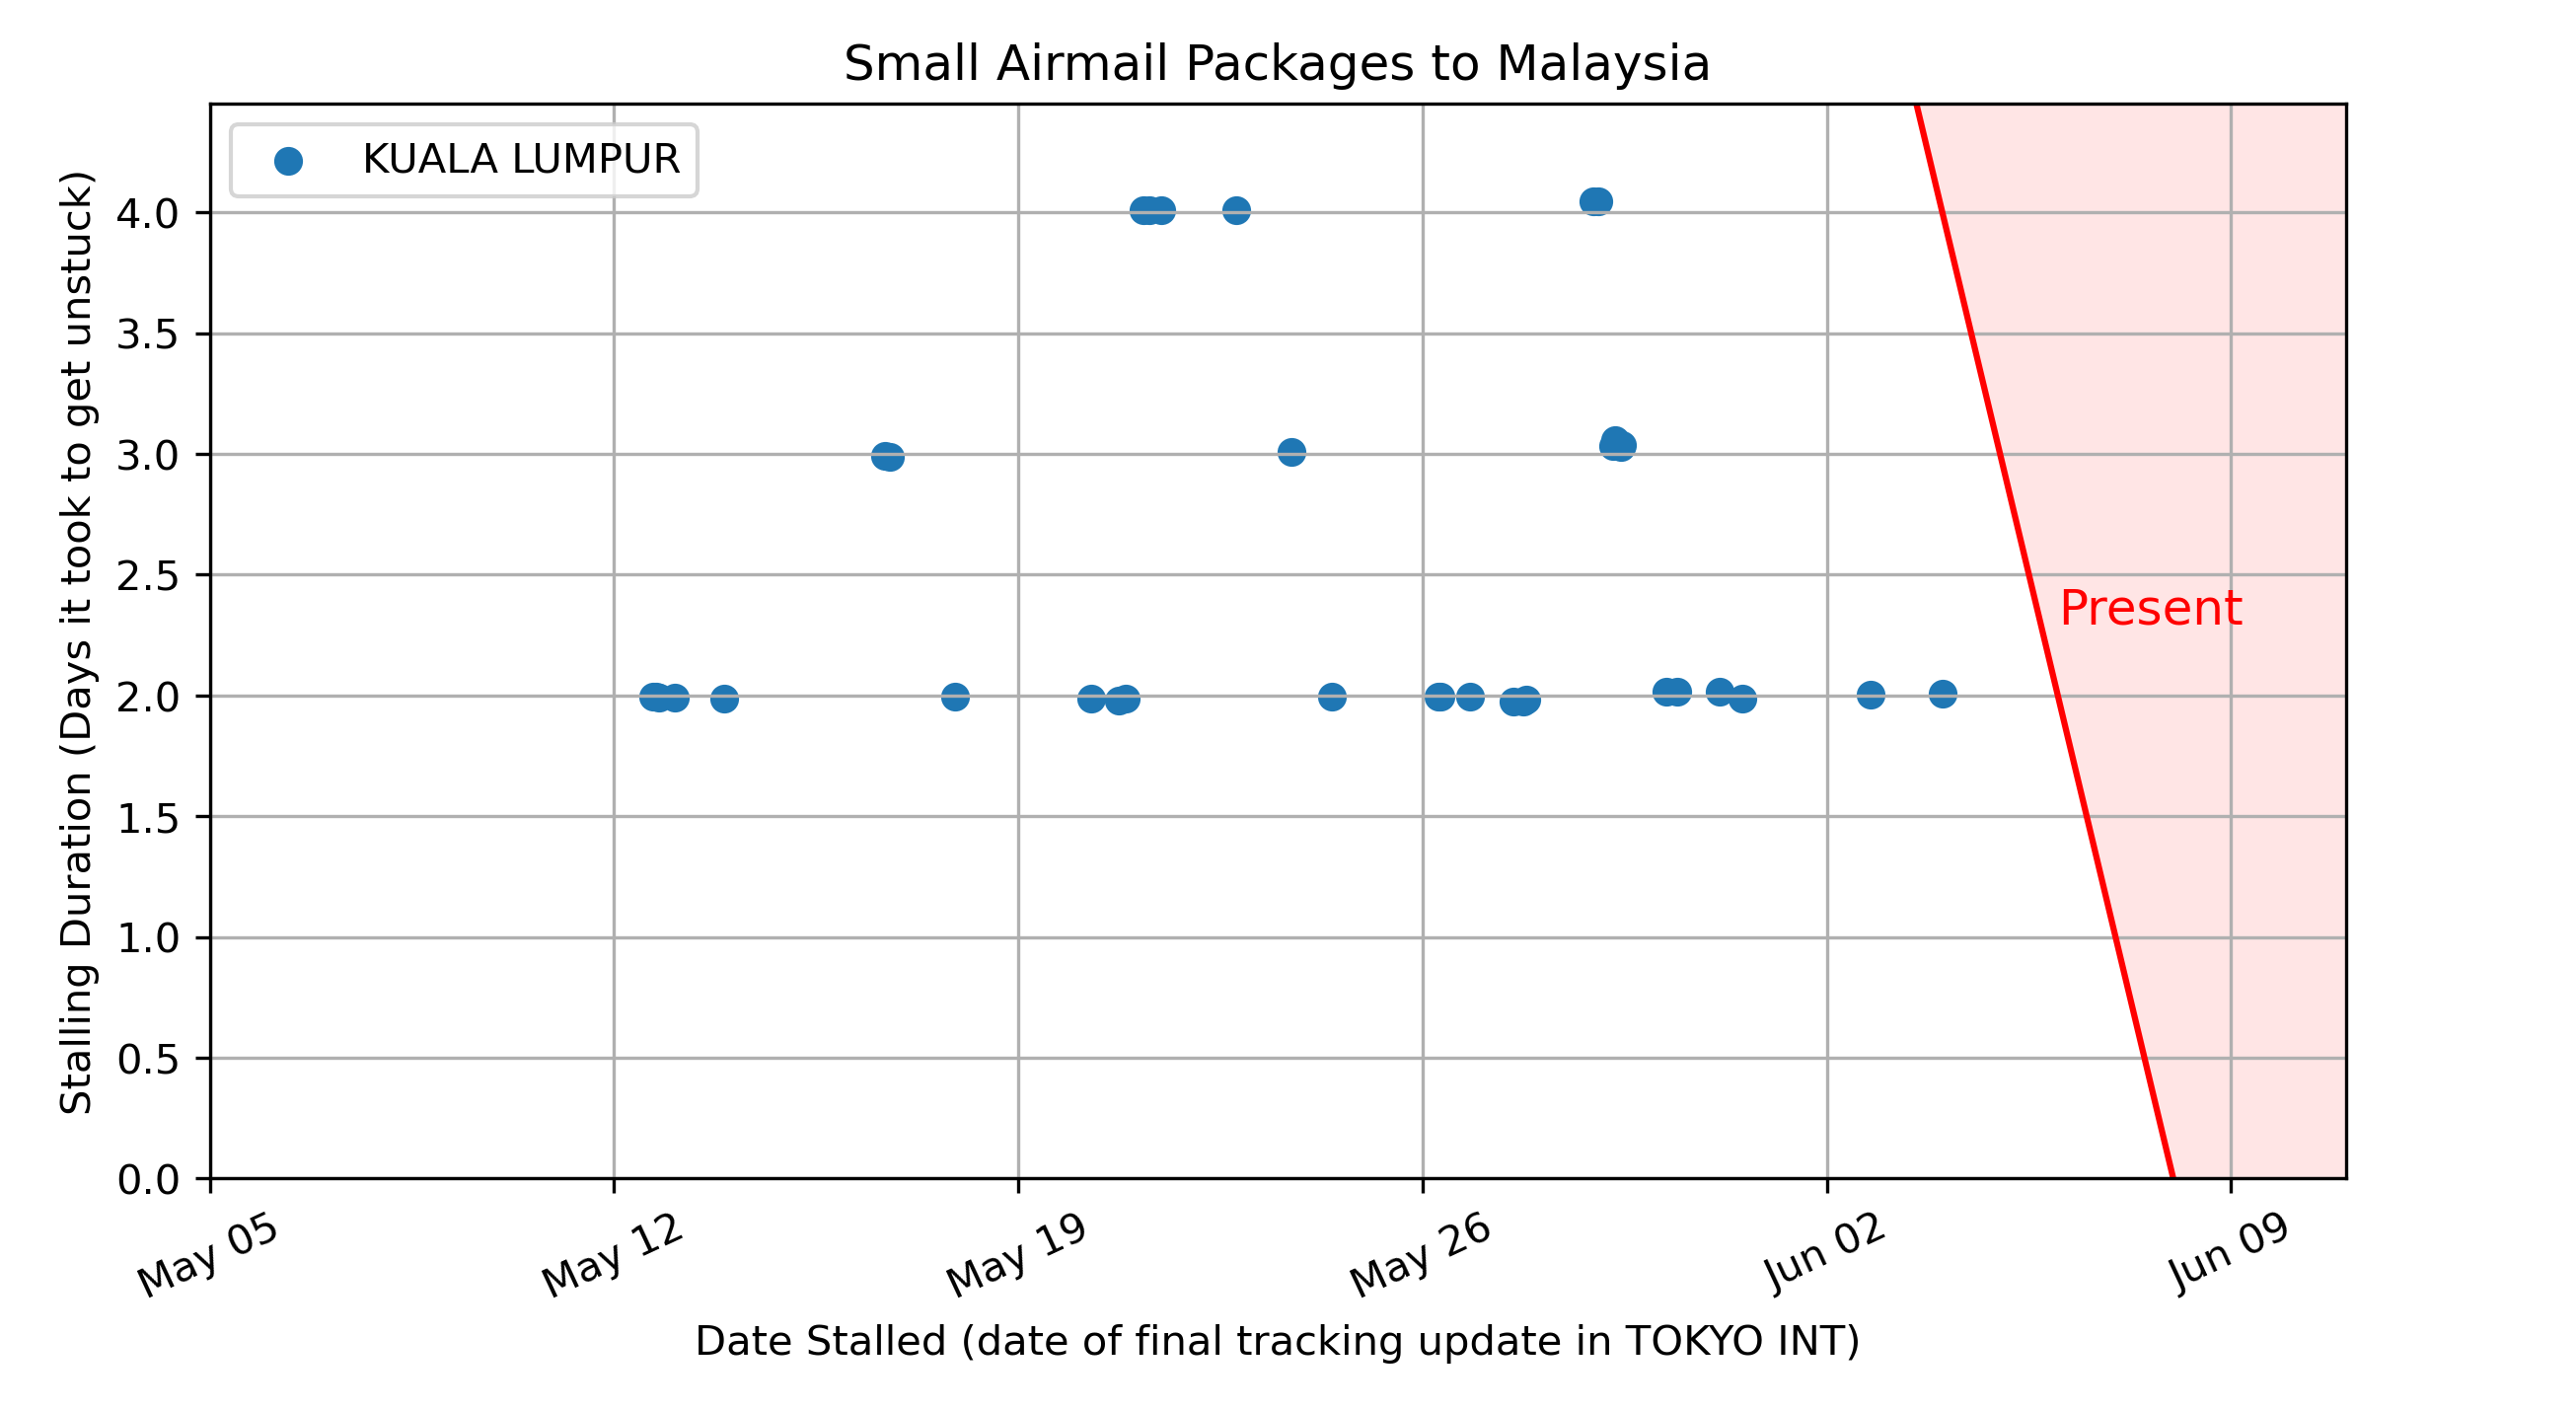 Small Airmail Packages to Malaysia
KUALA LUMPUR
Stalling Duration (Days it took to get unstuck)
4.0
3.5
3.0
2.5
2.0
1.5
1.0
0.5
0.0
Present
May 05
May 12
May 19
May 26
Jun 02
Jun 09
Date Stalled (date of final tracking update in TOKYO INT)